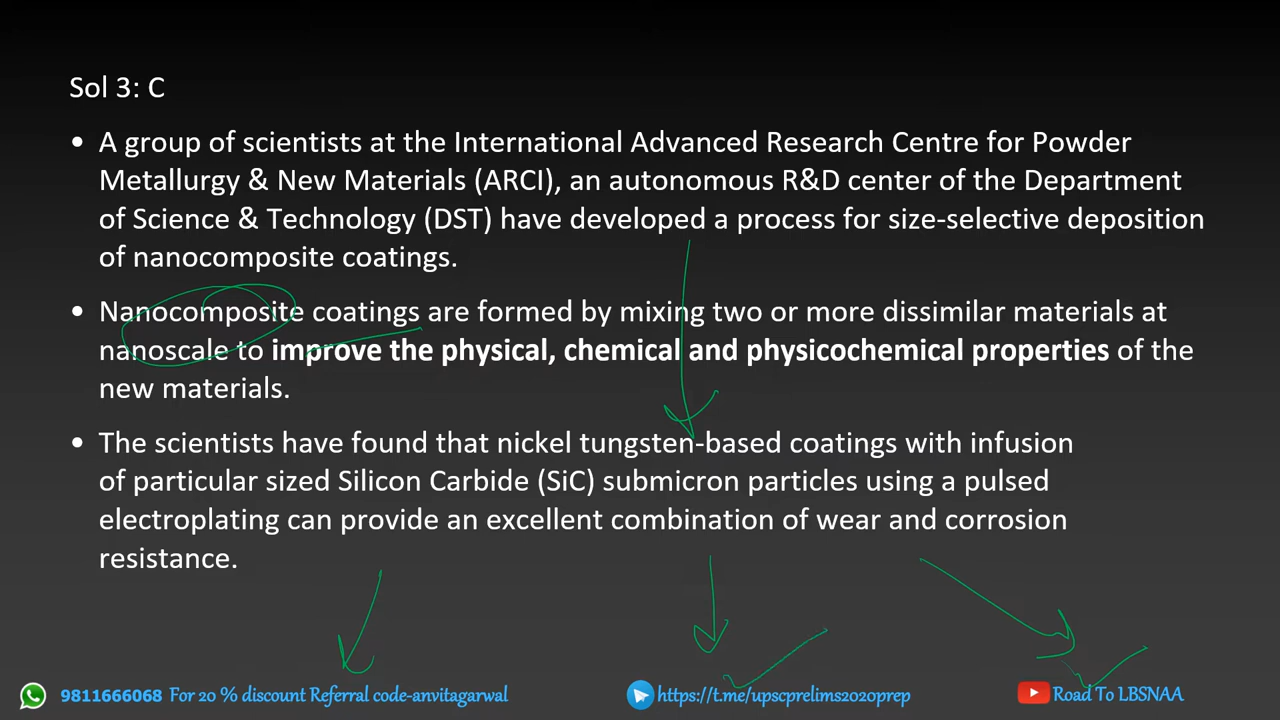 Sol 3: C
• A group of scientists at the International Advanced Research Centre for Powder
Metallurgy & New Materials (ARCI), an autonomous R&D center of the Department
of Science & Technology (DST) have developed a process for size-selective deposition
of nanocomposite coatings.
• Nanocomposite coatings are formed by mixing two or more dissimilar materials at
nanoscale to improve the physical, chemical and physicochemical properties of the
new materials.
• The scientists have found that nickel tungsten-based coatings with infusion
of particular sized Silicon Carbide (SiC) submicron particles using a pulsed
electroplating can provide an excellent combination of wear and corrosion
resistance.
9811666068 For 20 % discount Referral code-anvitagarwal https://t.me/upscprelims2020prep Road To LBSNAA